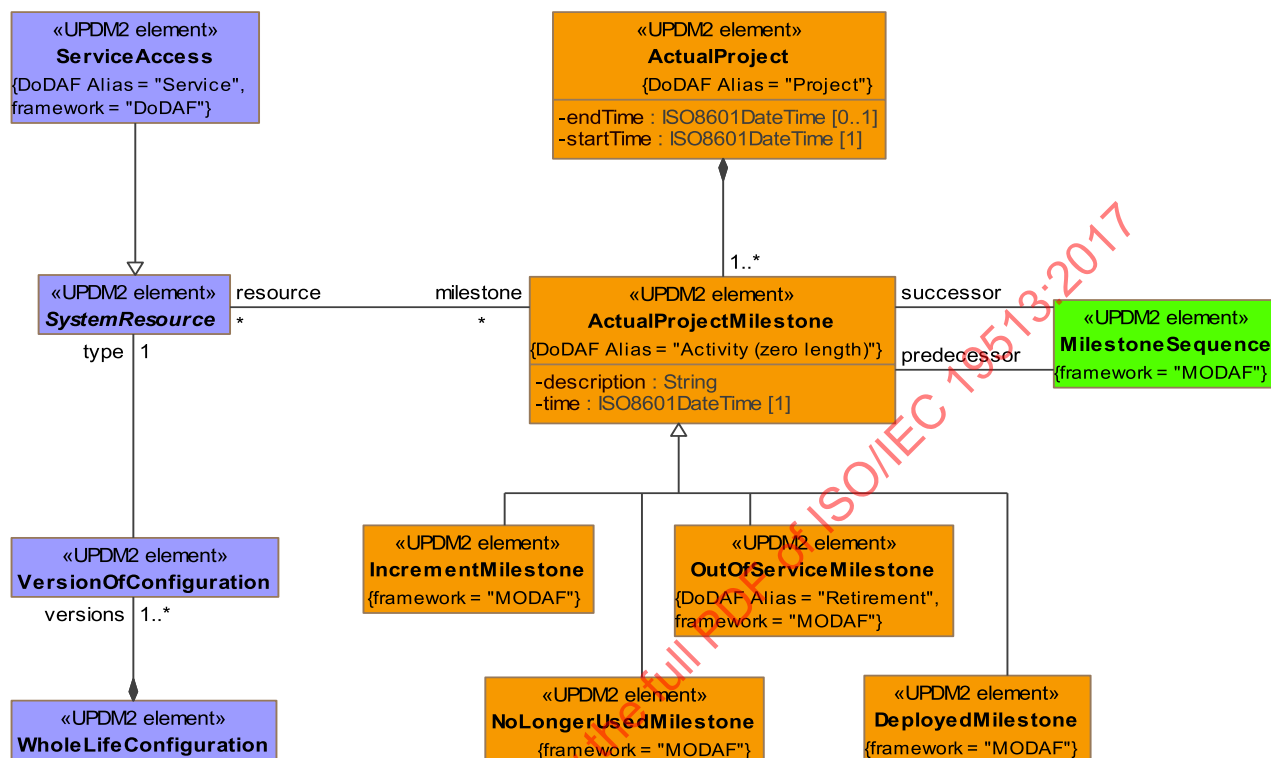 «UPDM2 element»
ServiceAccess
{DoDAF Alias = "Service",
framework = "DoDAF"}
«UPDM2 element»
ActualProject
{DoDAF Alias = "Project"}
-endTime : ISO8601DateTime [0..1]
-startTime : ISO8601DateTime [1]
1..*
«UPDM2 element»
SystemResource
resource
*
milestone
*
type 1
«UPDM2 element»
ActualProjectMilestone
{DoDAF Alias = "Activity (zero length)"}
-description : String
-time : ISO8601DateTime [1]
successor
predecessor
«UPDM2 element»
MilestoneSequence
{framework = "MODAF"}
«UPDM2 element»
VersionOfConfiguration
versions 1..*
«UPDM2 element»
WholeLifeConfiguration
«UPDM2 element»
IncrementMilestone
{framework = "MODAF"}
«UPDM2 element»
OutOfServiceMilestone
{DoDAF Alias = "Retirement",
framework = "MODAF"}
«UPDM2 element»
NoLongerUsedMilestone
{framework = "MODAF"}
«UPDM2 element»
DeployedMilestone
{framework = "MODAF"}
the full PDF of ISO/IEC 19513:2017